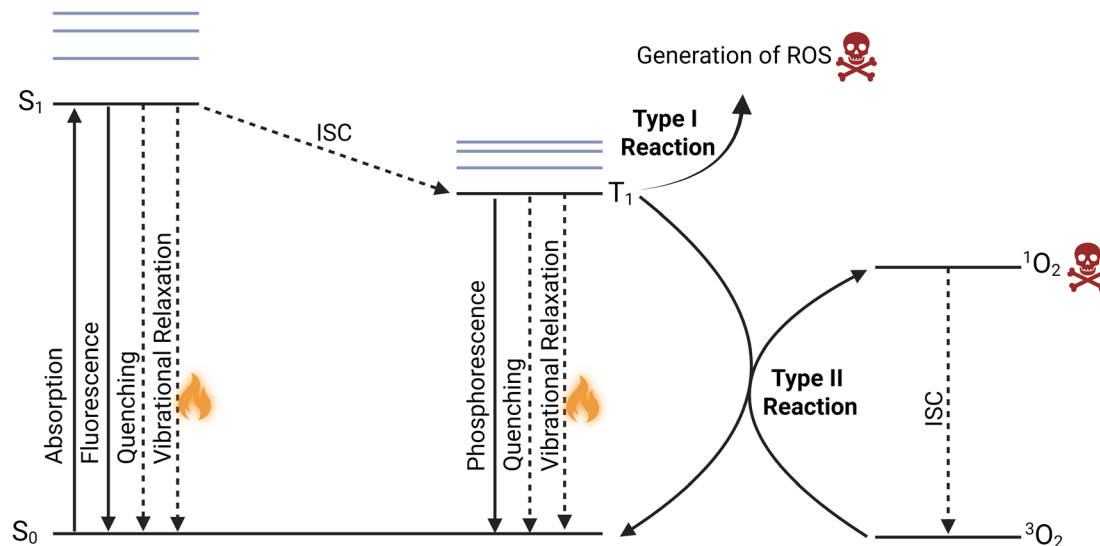 Generation of ROS
S₁
ISC
Type I
Reaction
T₁
Absorption
Fluorescence
Quenching
Vibrational Relaxation
Phosphorescence
Quenching
Vibrational Relaxation
¹O₂
Type II
Reaction
ISC
S₀
³O₂